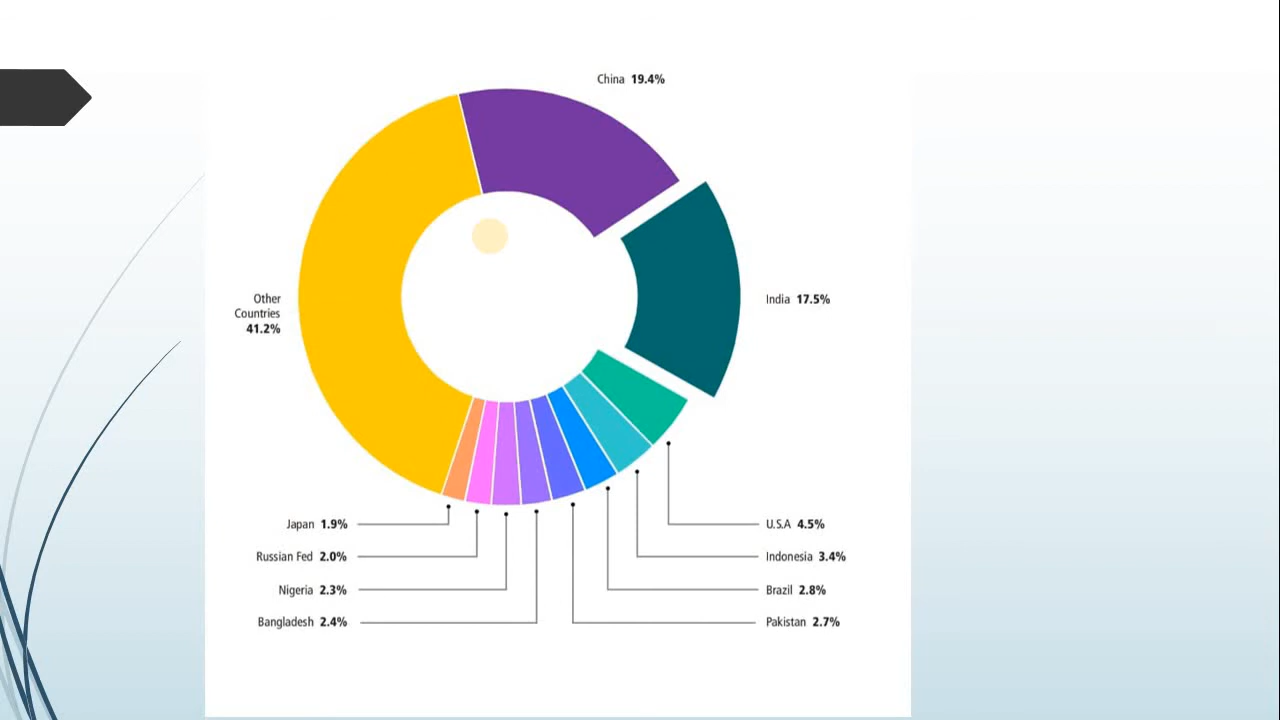 China 19.4%
India 17.5%
Other
Countries
41.2%
Japan 1.9%
U.S.A 4.5%
Russian Fed 2.0%
Indonesia 3.4%
Nigeria 2.3%
Brazil 2.8%
Bangladesh 2.4%
Pakistan 2.7%